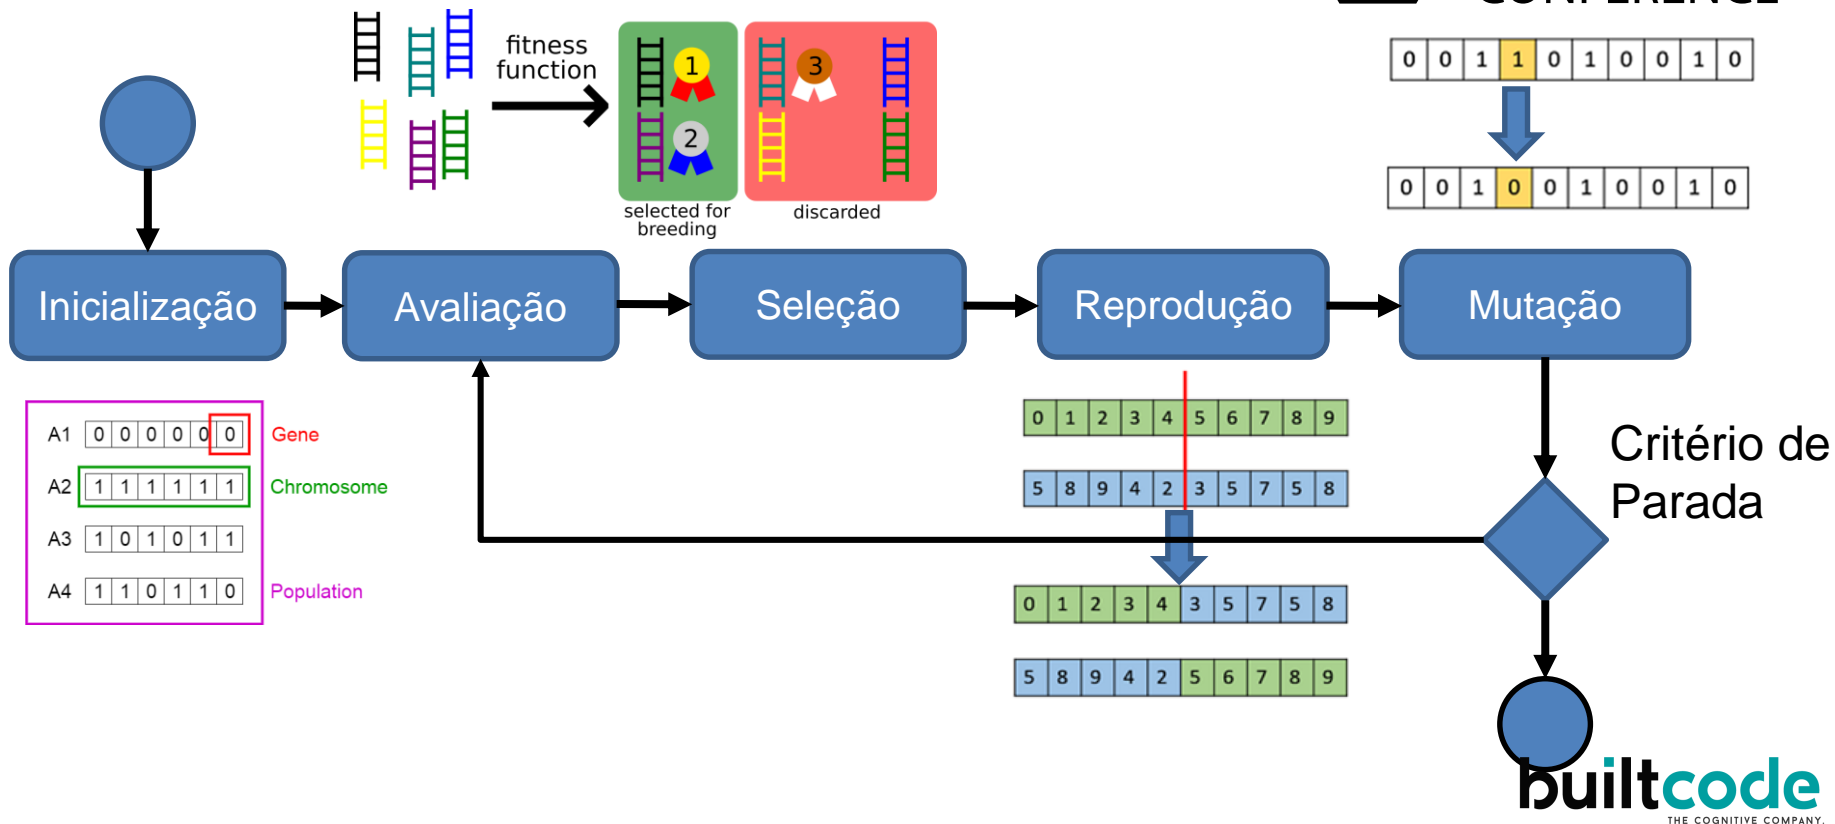 CONFERENCE
fitness
function
1
2
3
selected for
breeding
discarded
0 0 1 1 0 1 0 0 1 0
0 0 1 0 0 1 0 0 1 0
Inicialização
Avaliação
Seleção
Reprodução
Mutação
A1 0 0 0 0 0 0 Gene
A2 1 1 1 1 1 1 Chromosome
A3 1 0 1 0 1 1
A4 1 1 0 1 1 0 Population
0 1 2 3 4 5 6 7 8 9
5 8 9 4 2 3 5 7 5 8
0 1 2 3 4 3 5 7 5 8
5 8 9 4 2 5 6 7 8 9
Critério de
Parada
builtcode
THE COGNITIVE COMPANY.